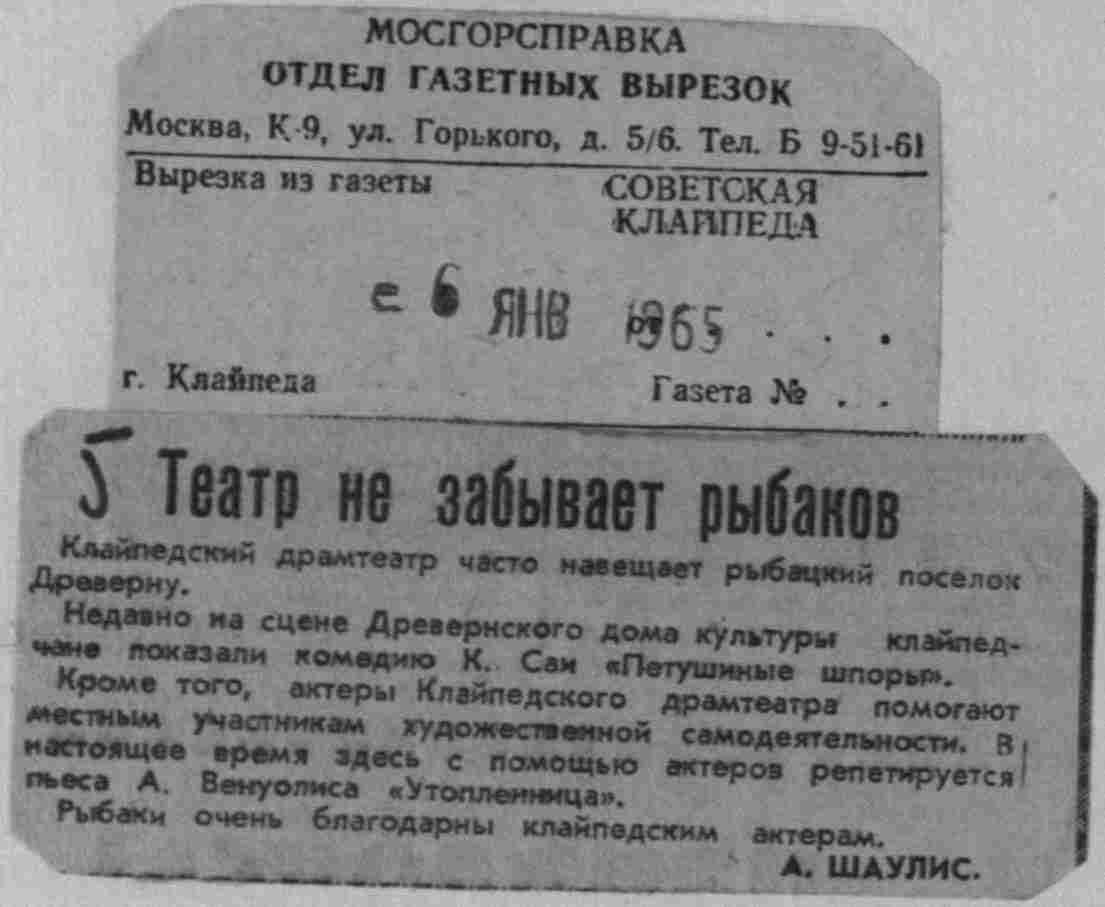 МОСГОРСПРАВКА
ОТДЕЛ ГАЗЕТНЫХ ВЫРЕЗОК
Москва, К-9, ул. Горького, д. 5/6. Тел. Б 9-51-61
Вырезка из газеты
СОВЕТСКАЯ
КЛАЙПЕДА
с 6 ЯНВ 1965 . . .
г. Клайпеда Газета № . .
5 Театр не забывает рыбаков
Клайпедский драмтеатр часто навещает рыбацкий поселок
Древерну.
Недавно на сцене Древернского дома культуры клайпед-
чане показали комедию К. Саи «Петушиные шпоры».
Кроме того, актеры Клайпедского драмтеатра помогают
местным участникам художественной самодеятельности. В
настоящее время здесь с помощью актеров репетируется
пьеса А. Венуолиса «Утопленница».
Рыбаки очень благодарны клайпедским актерам.
А. ШАУЛИС.